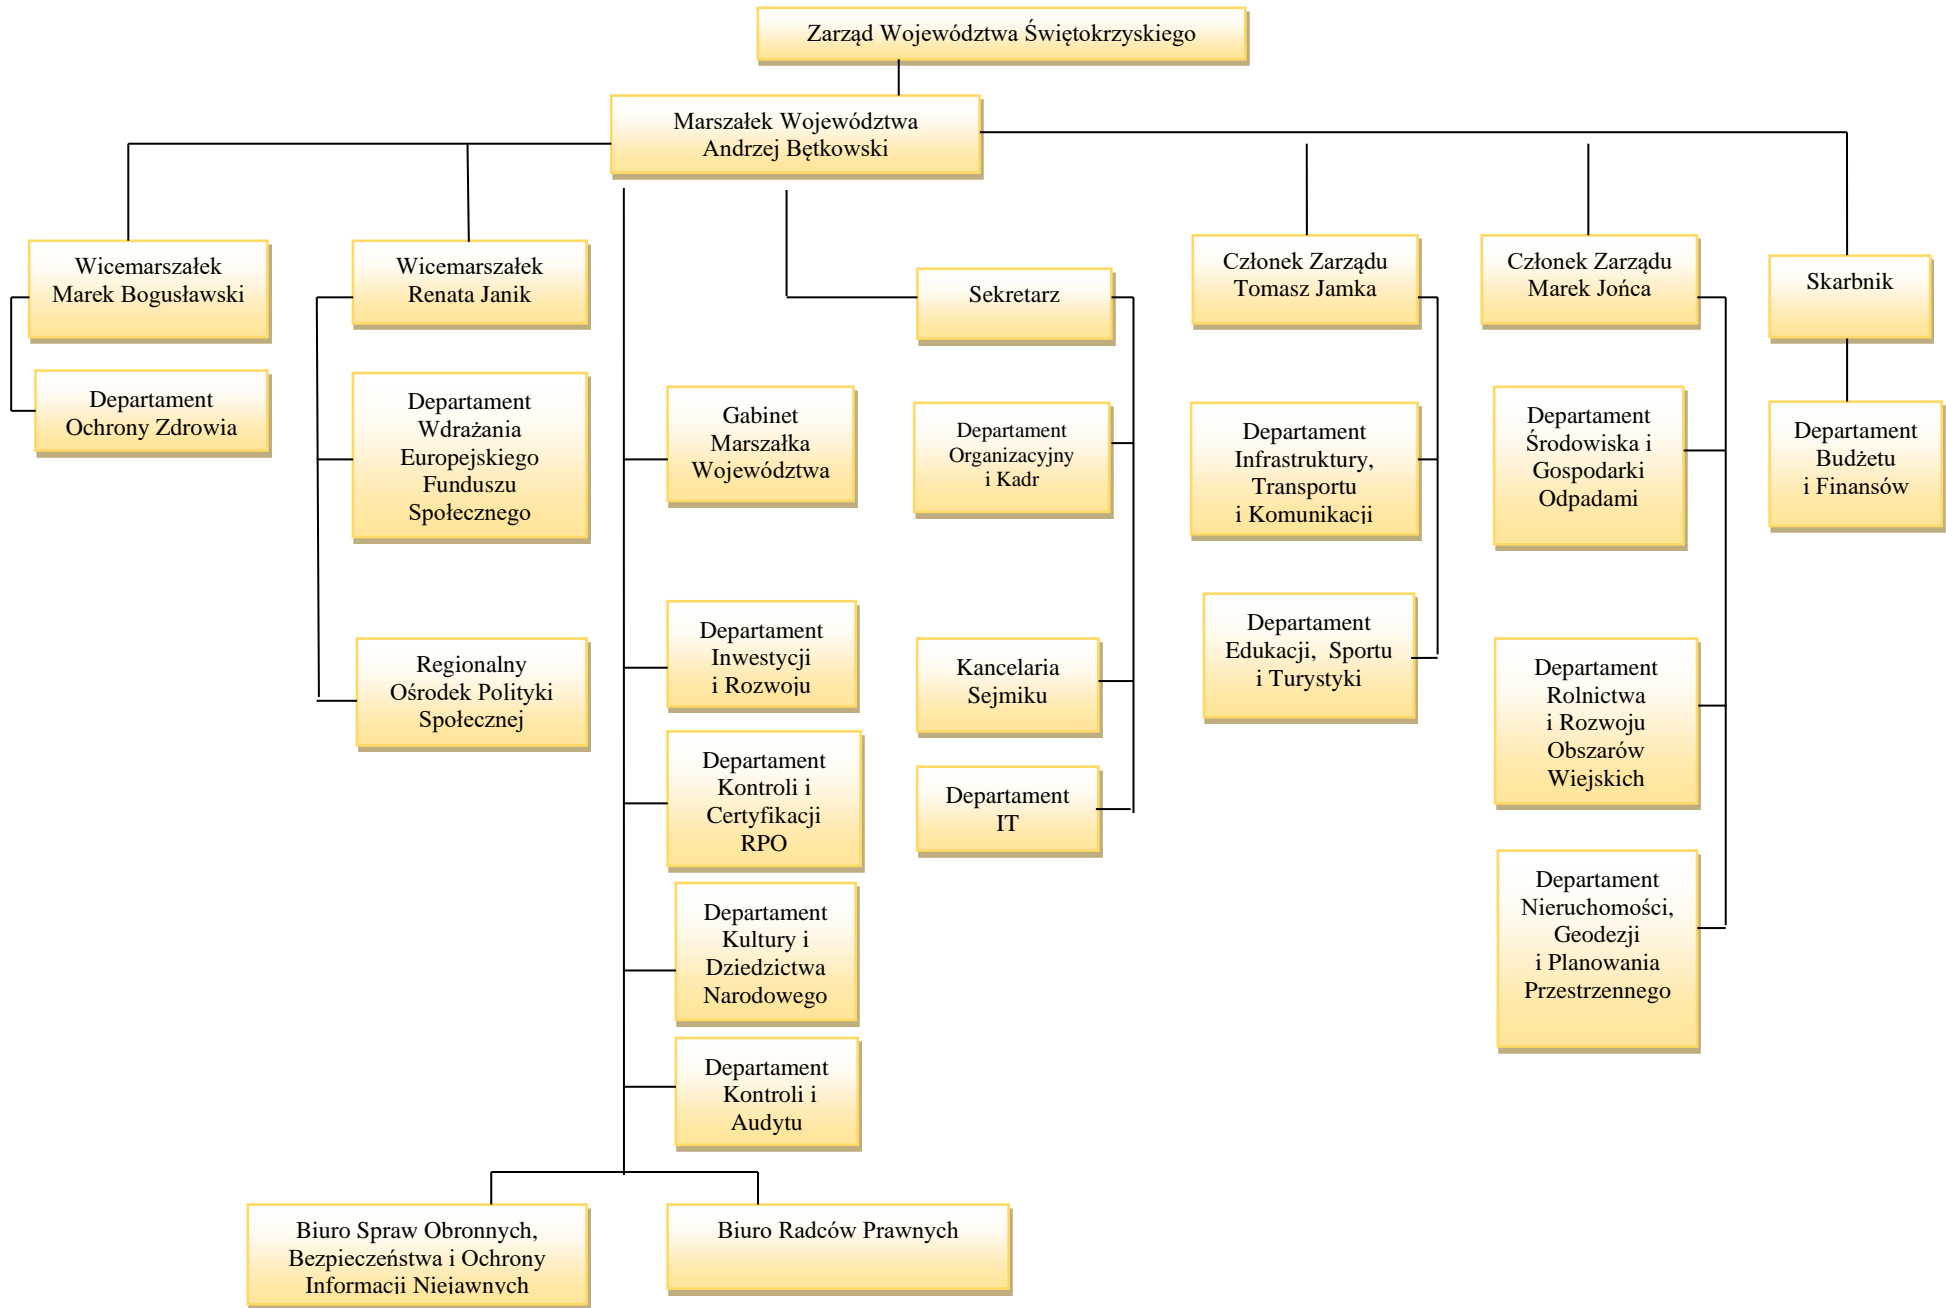 Zarząd Województwa Świętokrzyskiego
Marszałek Województwa
Andrzej Bętkowski
Wicemarszałek
Marek Bogusławski
Departament
Ochrony Zdrowia
Wicemarszałek
Renata Janik
Departament
Wdrażania
Europejskiego
Funduszu
Społecznego
Regionalny
Ośrodek Polityki
Społecznej
Gabinet
Marszałka
Województwa
Departament
Inwestycji
i Rozwoju
Departament
Kontroli i
Certyfikacji
RPO
Departament
Kultury i
Dziedzictwa
Narodowego
Departament
Kontroli i
Audytu
Biuro Spraw Obronnych,
Bezpieczeństwa i Ochrony
Informacji Niejawnych
Biuro Radców Prawnych
Sekretarz
Departament
Organizacyjny
i Kadr
Kancelaria
Sejmiku
Departament
IT
Członek Zarządu
Tomasz Jamka
Departament
Infrastruktury,
Transportu
i Komunikacji
Departament
Edukacji, Sportu
i Turystyki
Członek Zarządu
Marek Jońca
Departament
Środowiska i
Gospodarki
Odpadami
Departament
Rolnictwa
i Rozwoju
Obszarów
Wiejskich
Departament
Nieruchomości,
Geodezji
i Planowania
Przestrzennego
Skarbnik
Departament
Budżetu
i Finansów